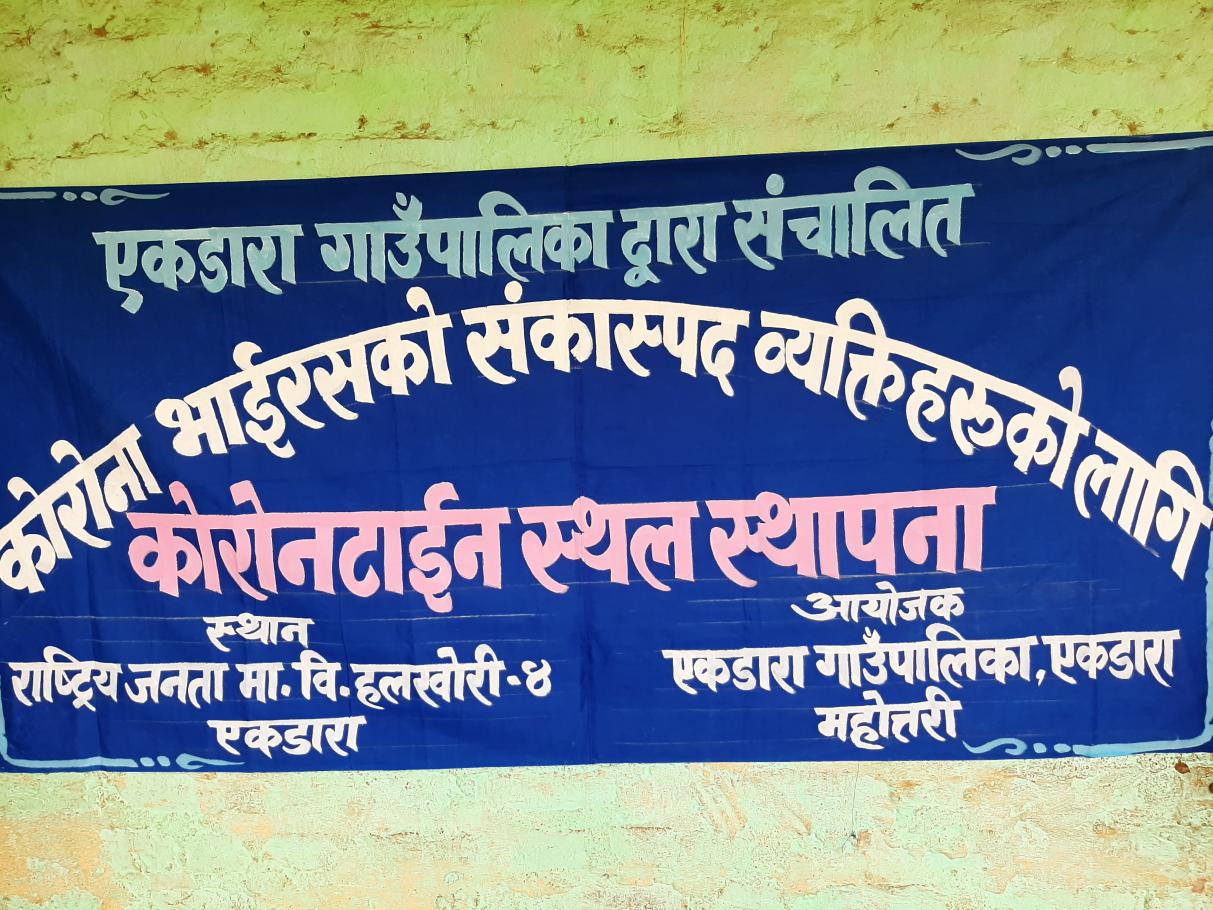 एकडारा गाउँपालिका द्वारा संचालित
कोरोना भाईरसको संकास्पद व्यक्तिहरूको लागि
कोरोनटाईन स्थल स्थापना
स्थान
राष्ट्रिय जनता मा. वि. हलखोरी-४
एकडारा
आयोजक
एकडारा गाउँपालिका, एकडारा
महोत्तरी